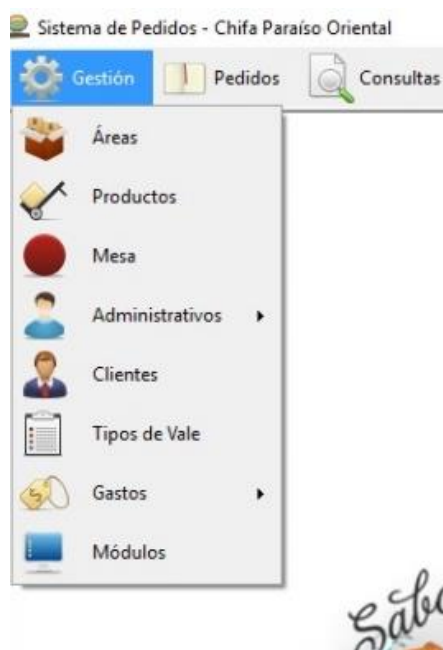 Sistema de Pedidos - Chifa Paraíso Oriental
Gestión Pedidos Consultas
Áreas
Productos
Mesa
Administrativos
Clientes
Tipos de Vale
Gastos
Módulos